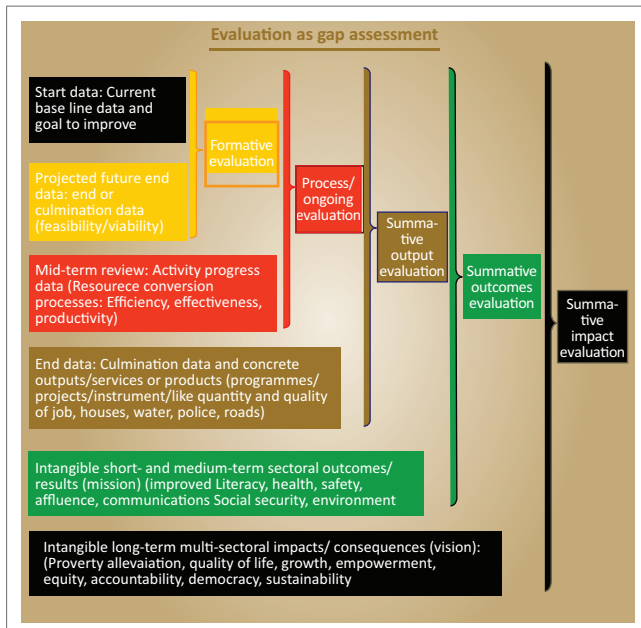 Evaluation as gap assessment
Start data: Current
base line data and
goal to improve
Formative
evaluation
Projected future end
data: end or
culmination data
(feasibility/viability)
Process/
ongoing evaluation
Summa-
tive
output
evaluation
Mid-term review: Activity progress
data (Resourece conversion
processes: Efficiency, effectiveness,
productivity)
Summative
outcomes
evaluation
Summa-
tive
impact
evaluation
End data: Culmination data and concrete
outputs/services or products (programmes/
projects/instrument/like quantity and quality
of job, houses, water, police, roads)
Intangible short- and medium-term sectoral outcomes/
results (mission) (improved Literacy, health, safety,
affluence, communications Social security, environment
Intangible long-term multi-sectoral impacts/ consequences (vision):
(Proverty allevaiation, quality of life, growth, empowerment,
equity, accountability, democracy, sustainability